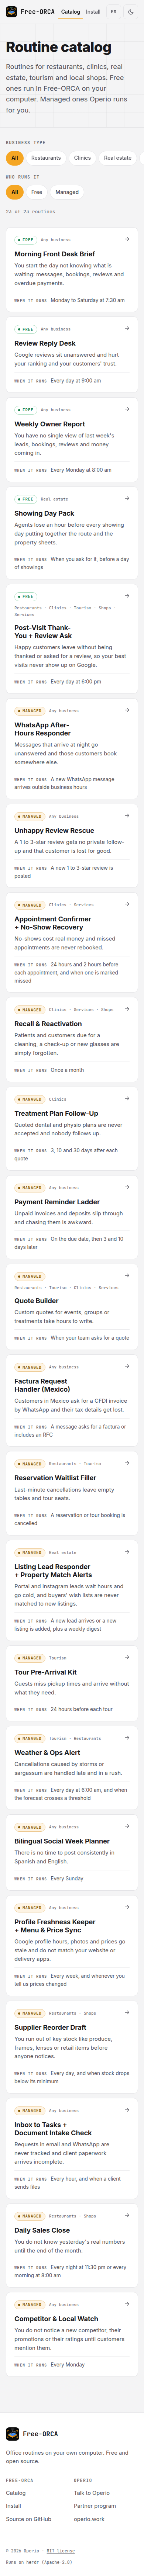 Free-ORCA Catalog Install ES
Routine catalog
Routines for restaurants, clinics, real
estate, tourism and local shops. Free
ones run in Free-ORCA on your
computer. Managed ones Operio runs
for you.
BUSINESS TYPE
All Restaurants Clinics Real estate
WHO RUNS IT
All Free Managed
23 of 23 routines
FREE Any business
Morning Front Desk Brief
You start the day not knowing what is
waiting: messages, bookings, reviews and
overdue payments.
WHEN IT RUNS Monday to Saturday at 7:30 am
FREE Any business
Review Reply Desk
Google reviews sit unanswered and hurt
your ranking and your customers' trust.
WHEN IT RUNS Every day at 9:00 am
FREE Any business
Weekly Owner Report
You have no single view of last week's
leads, bookings, reviews and money
coming in.
WHEN IT RUNS Every Monday at 8:00 am
FREE Real estate
Showing Day Pack
Agents lose an hour before every showing
day putting together the route and the
property sheets.
WHEN IT RUNS When you ask for it, before a day
of showings
FREE
Restaurants · Clinics · Tourism · Shops ·
Services
Post-Visit Thank-
You + Review Ask
Happy customers leave without being
thanked or asked for a review, so your best
visits never show up on Google.
WHEN IT RUNS Every day at 6:00 pm
MANAGED Any business
WhatsApp After-
Hours Responder
Messages that arrive at night go
unanswered and those customers book
somewhere else.
WHEN IT RUNS A new WhatsApp message
arrives outside business hours
MANAGED Any business
Unhappy Review Rescue
A 1 to 3-star review gets no private follow-
up and that customer is lost for good.
WHEN IT RUNS A new 1 to 3-star review is
posted
MANAGED Clinics · Services
Appointment Confirmer
+ No-Show Recovery
No-shows cost real money and missed
appointments are never rebooked.
WHEN IT RUNS 24 hours and 2 hours before
each appointment, and when one is marked
missed
MANAGED Clinics · Services · Shops
Recall & Reactivation
Patients and customers due for a
cleaning, a check-up or new glasses are
simply forgotten.
WHEN IT RUNS Once a month
MANAGED Clinics
Treatment Plan Follow-Up
Quoted dental and physio plans are never
accepted and nobody follows up.
WHEN IT RUNS 3, 10 and 30 days after each
quote
MANAGED Any business
Payment Reminder Ladder
Unpaid invoices and deposits slip through
and chasing them is awkward.
WHEN IT RUNS On the due date, then 3 and 10
days later
MANAGED
Restaurants · Tourism · Clinics · Services
Quote Builder
Custom quotes for events, groups or
treatments take hours to write.
WHEN IT RUNS When your team asks for a quote
MANAGED Any business
Factura Request
Handler (Mexico)
Customers in Mexico ask for a CFDI invoice
by WhatsApp and their tax details get lost.
WHEN IT RUNS A message asks for a factura or
includes an RFC
MANAGED Restaurants · Tourism
Reservation Waitlist Filler
Last-minute cancellations leave empty
tables and tour seats.
WHEN IT RUNS A reservation or tour booking is
cancelled
MANAGED Real estate
Listing Lead Responder
+ Property Match Alerts
Portal and Instagram leads wait hours and
go cold, and buyers' wish lists are never
matched to new listings.
WHEN IT RUNS A new lead arrives or a new
listing is added, plus a weekly digest
MANAGED Tourism
Tour Pre-Arrival Kit
Guests miss pickup times and arrive without
what they need.
WHEN IT RUNS 24 hours before each tour
MANAGED Tourism · Restaurants
Weather & Ops Alert
Cancellations caused by storms or
sargassum are handled late and in a rush.
WHEN IT RUNS Every day at 6:00 am, and when
the forecast crosses a threshold
MANAGED Any business
Bilingual Social Week Planner
There is no time to post consistently in
Spanish and English.
WHEN IT RUNS Every Sunday
MANAGED Any business
Profile Freshness Keeper
+ Menu & Price Sync
Google profile hours, photos and prices go
stale and do not match your website or
delivery apps.
WHEN IT RUNS Every week, and whenever you
tell us prices changed
MANAGED Restaurants · Shops
Supplier Reorder Draft
You run out of key stock like produce,
frames, lenses or retail items before
anyone notices.
WHEN IT RUNS Every day, and when stock drops
below its minimum
MANAGED Any business
Inbox to Tasks +
Document Intake Check
Requests in email and WhatsApp are
never tracked and client paperwork
arrives incomplete.
WHEN IT RUNS Every hour, and when a client
sends files
MANAGED Restaurants · Shops
Daily Sales Close
You do not know yesterday's real numbers
until the end of the month.
WHEN IT RUNS Every night at 11:30 pm or every
morning at 6:00 am
MANAGED Any business
Competitor & Local Watch
You do not notice a new competitor, their
promotions or their ratings until customers
mention them.
WHEN IT RUNS Every Monday
Free-ORCA
Office routines on your own computer. Free and
open source.
FREE-ORCA OPERIO
Catalog Talk to Operio
Install Partner program
Source on GitHub operio.work
© 2026 Operio · MIT license
Runs on herdr (Apache-2.0)